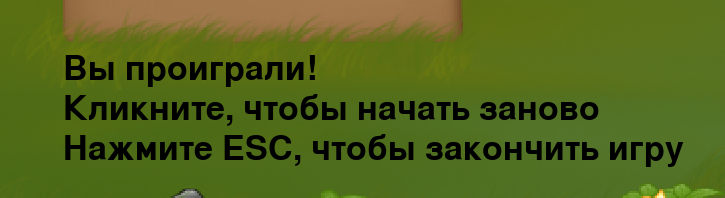 Вы проиграли!
Кликните, чтобы начать заново
Нажмите ESC, чтобы закончить игру